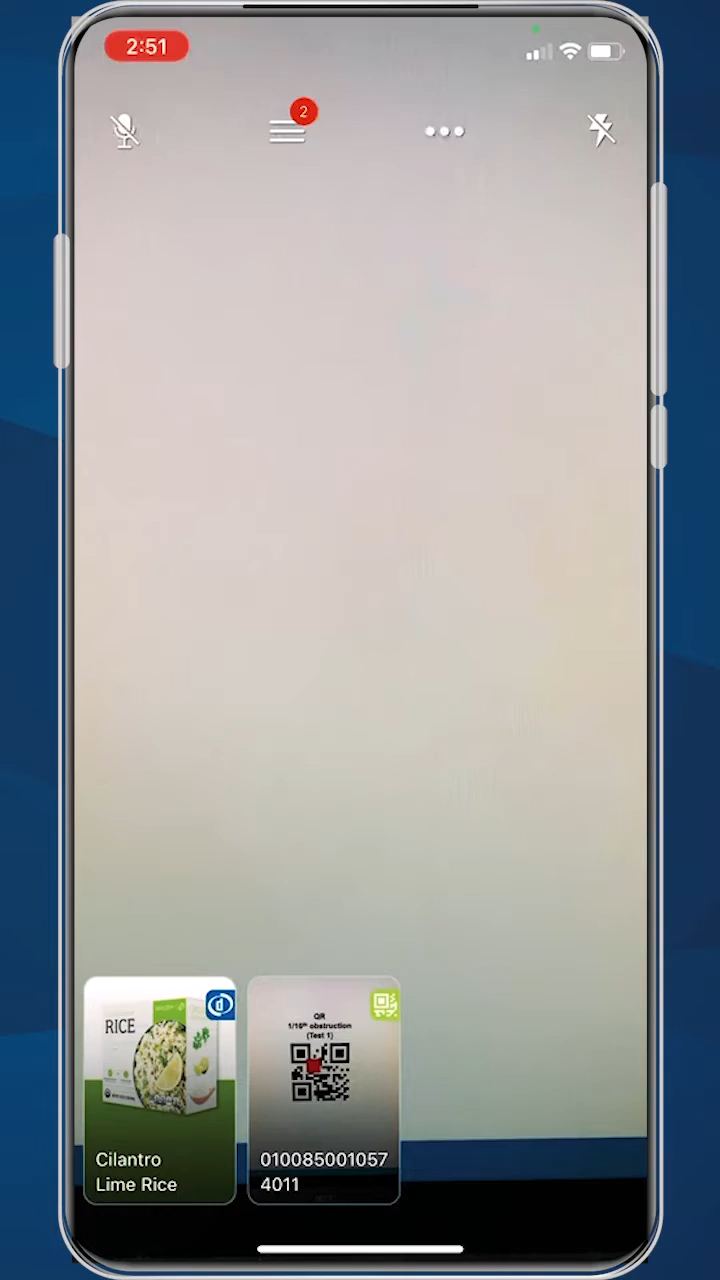 2:51
2
RICE
Cilantro
Lime Rice
QR
1/16th obstruction
(Test 1)
010085001057
4011